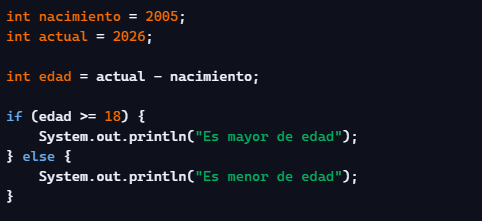 int nacimiento = 2005;
int actual = 2026;

int edad = actual - nacimiento;

if (edad >= 18) {
    System.out.println("Es mayor de edad");
} else {
    System.out.println("Es menor de edad");
}